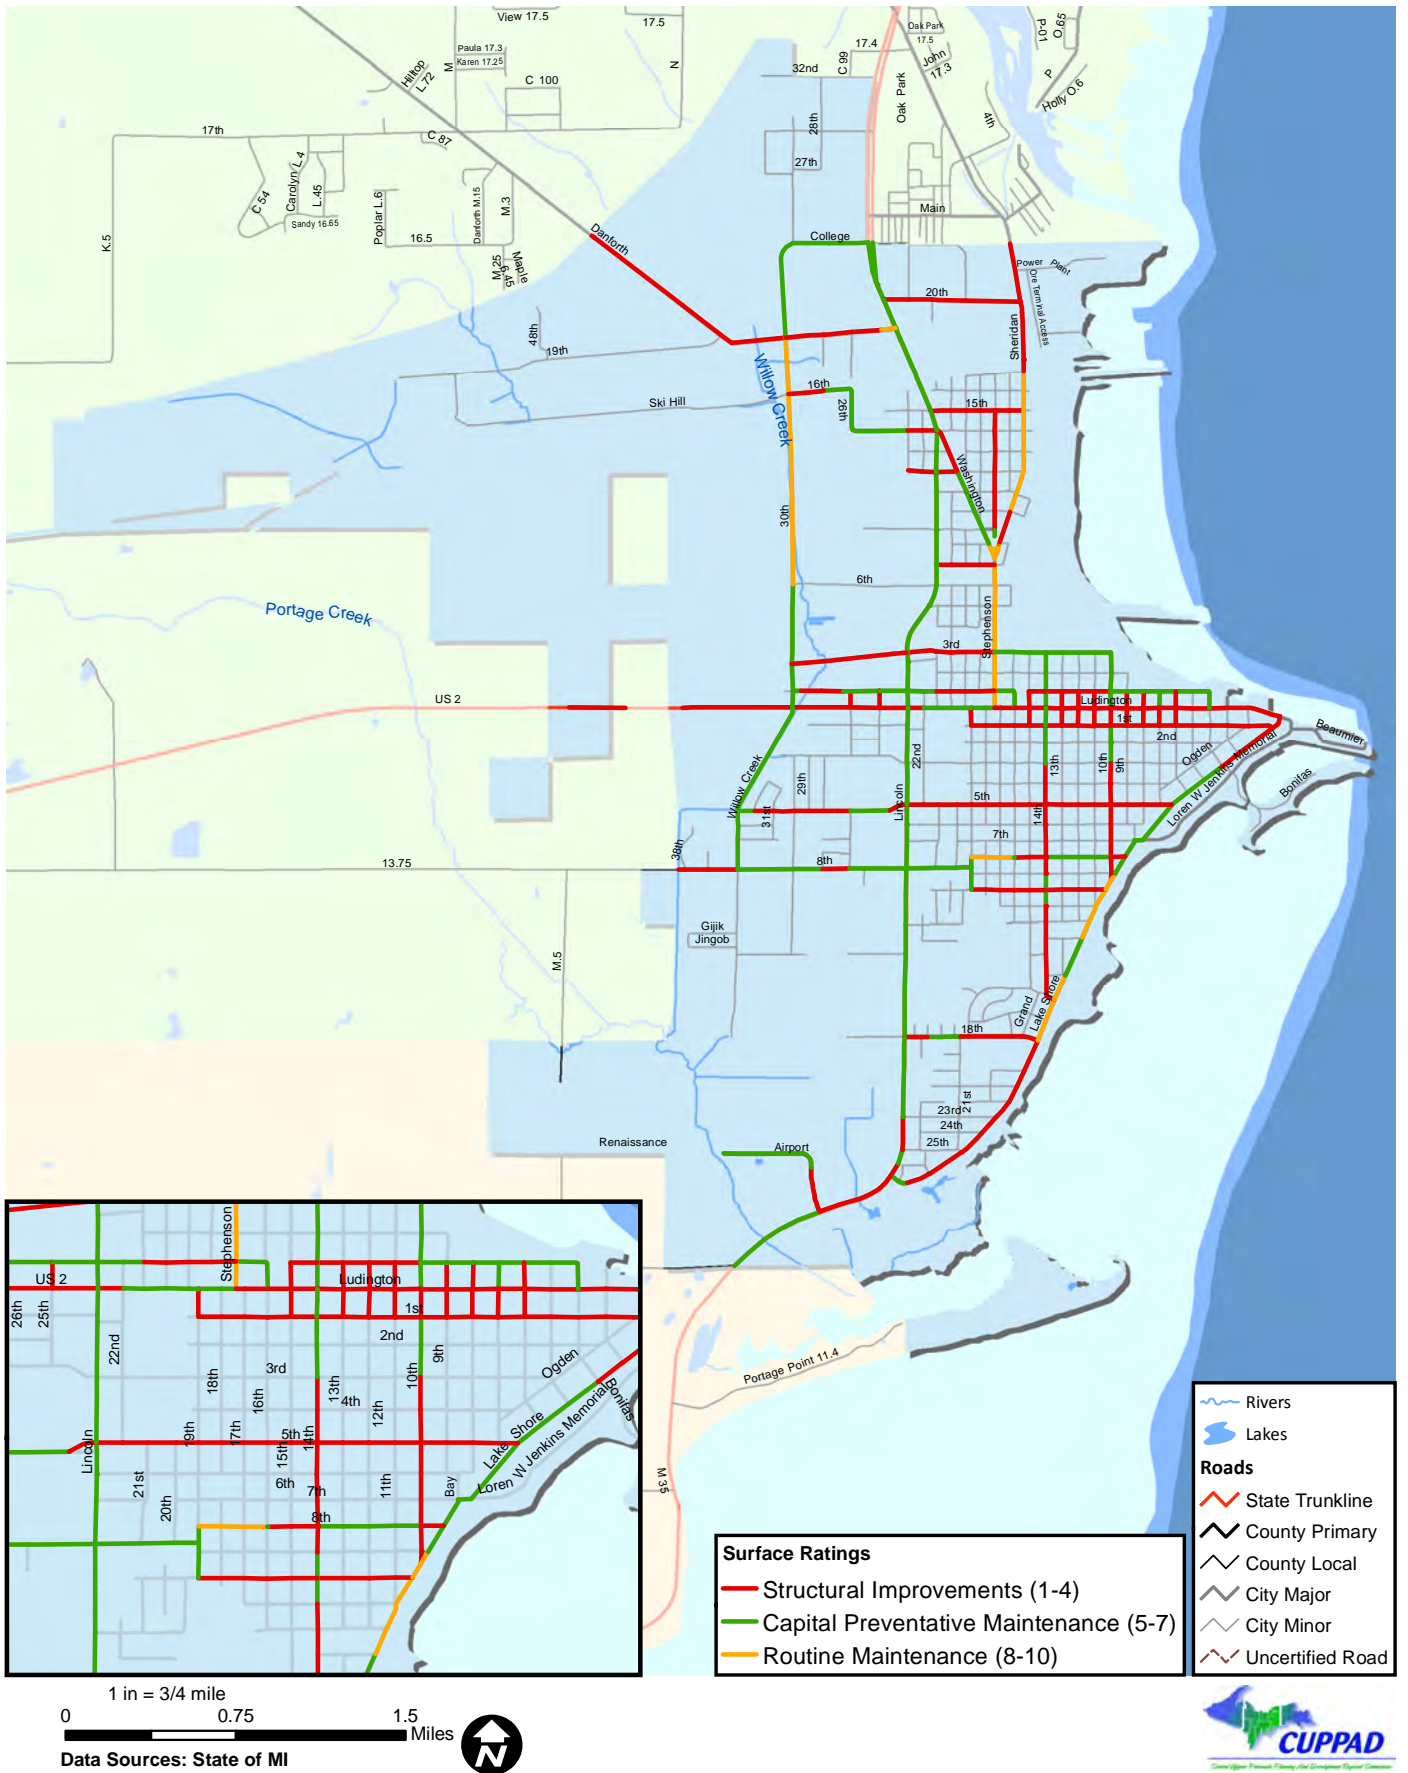 View 17.5
17.5
Paula 17.3
Karen 17.25
M
N
Hilltop
L.72
C 100
17th
C 87
C 99
17.4
Oak Park
17.5
John
17.3
P-01
O.65
P
Holly O.6
32nd
28th
27th
Oak Park
4th
C 54
Carolyn L.4
L.45
Sandy 16.65
Poplar L.6
16.5
Danforth M.15
M.3
M.25
6.45
Maple
K.5
Danforth
College
Main
Power Plant
Ore Terminal Access
20th
Sheridan
48th
19th
Willow Creek
16th
26th
Ski Hill
15th
Washington
30th
6th
Portage Creek
Stephenson
3rd
US 2
Ludington
1st
2nd
Beaumier
Ogden
Loren W Jenkins Memorial
Bonifas
22nd
13th
10th
9th
Willow Creek
29th
31st
Lincoln
5th
14th
7th
38th
13.75
8th
Gijik
Jingob
M.5
Grand
Lake Shore
18th
21st
23rd
24th
25th
Renaissance
Airport
Portage Point 11.4
M 35
Stephenson
US 2
Ludington
1st
26th
25th
22nd
2nd
9th
3rd
18th
16th
13th
4th
10th
12th
Ogden
Bonifas
19th
17th
5th
15th
14th
Lincoln
Lake Shore
Loren W Jenkins Memorial
21st
20th
6th
7th
11th
Bay
8th
Surface Ratings
Structural Improvements (1-4)
Capital Preventative Maintenance (5-7)
Routine Maintenance (8-10)
Rivers
Lakes
Roads
State Trunkline
County Primary
County Local
City Major
City Minor
Uncertified Road
1 in = 3/4 mile
0 0.75 1.5
Miles
Data Sources: State of MI
N
CUPPAD
Central Upper Peninsula Planning And Development Regional Commission